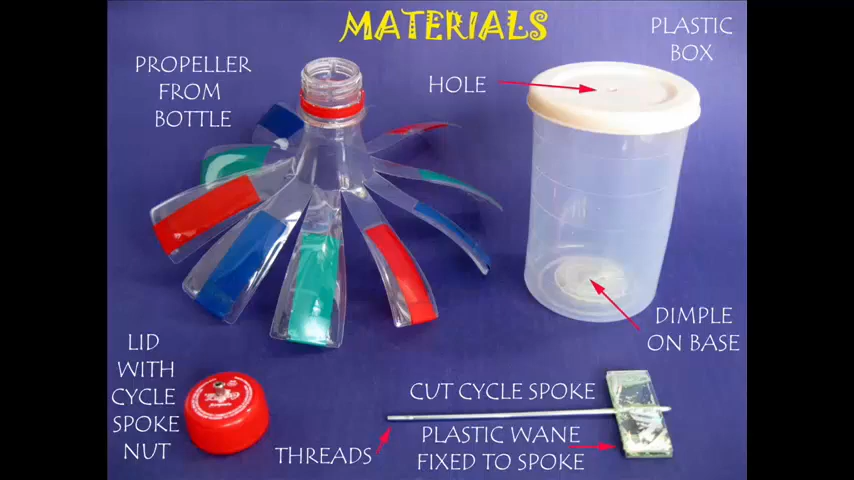 MATERIALS
PROPELLER
FROM
BOTTLE
HOLE
PLASTIC
BOX
DIMPLE
ON BASE
LID
WITH
CYCLE
SPOKE
NUT
CUT CYCLE SPOKE
THREADS
PLASTIC WANE
FIXED TO SPOKE